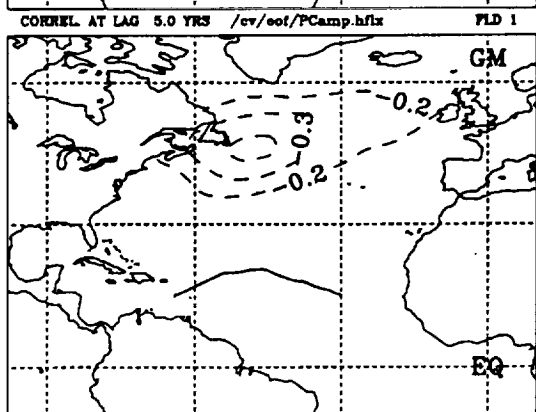 CORREL. AT LAG 5.0 YRS /cv/eof/PCamp.hflx FLD 1
GM
-0.2
-0.3
-0.2
EQ